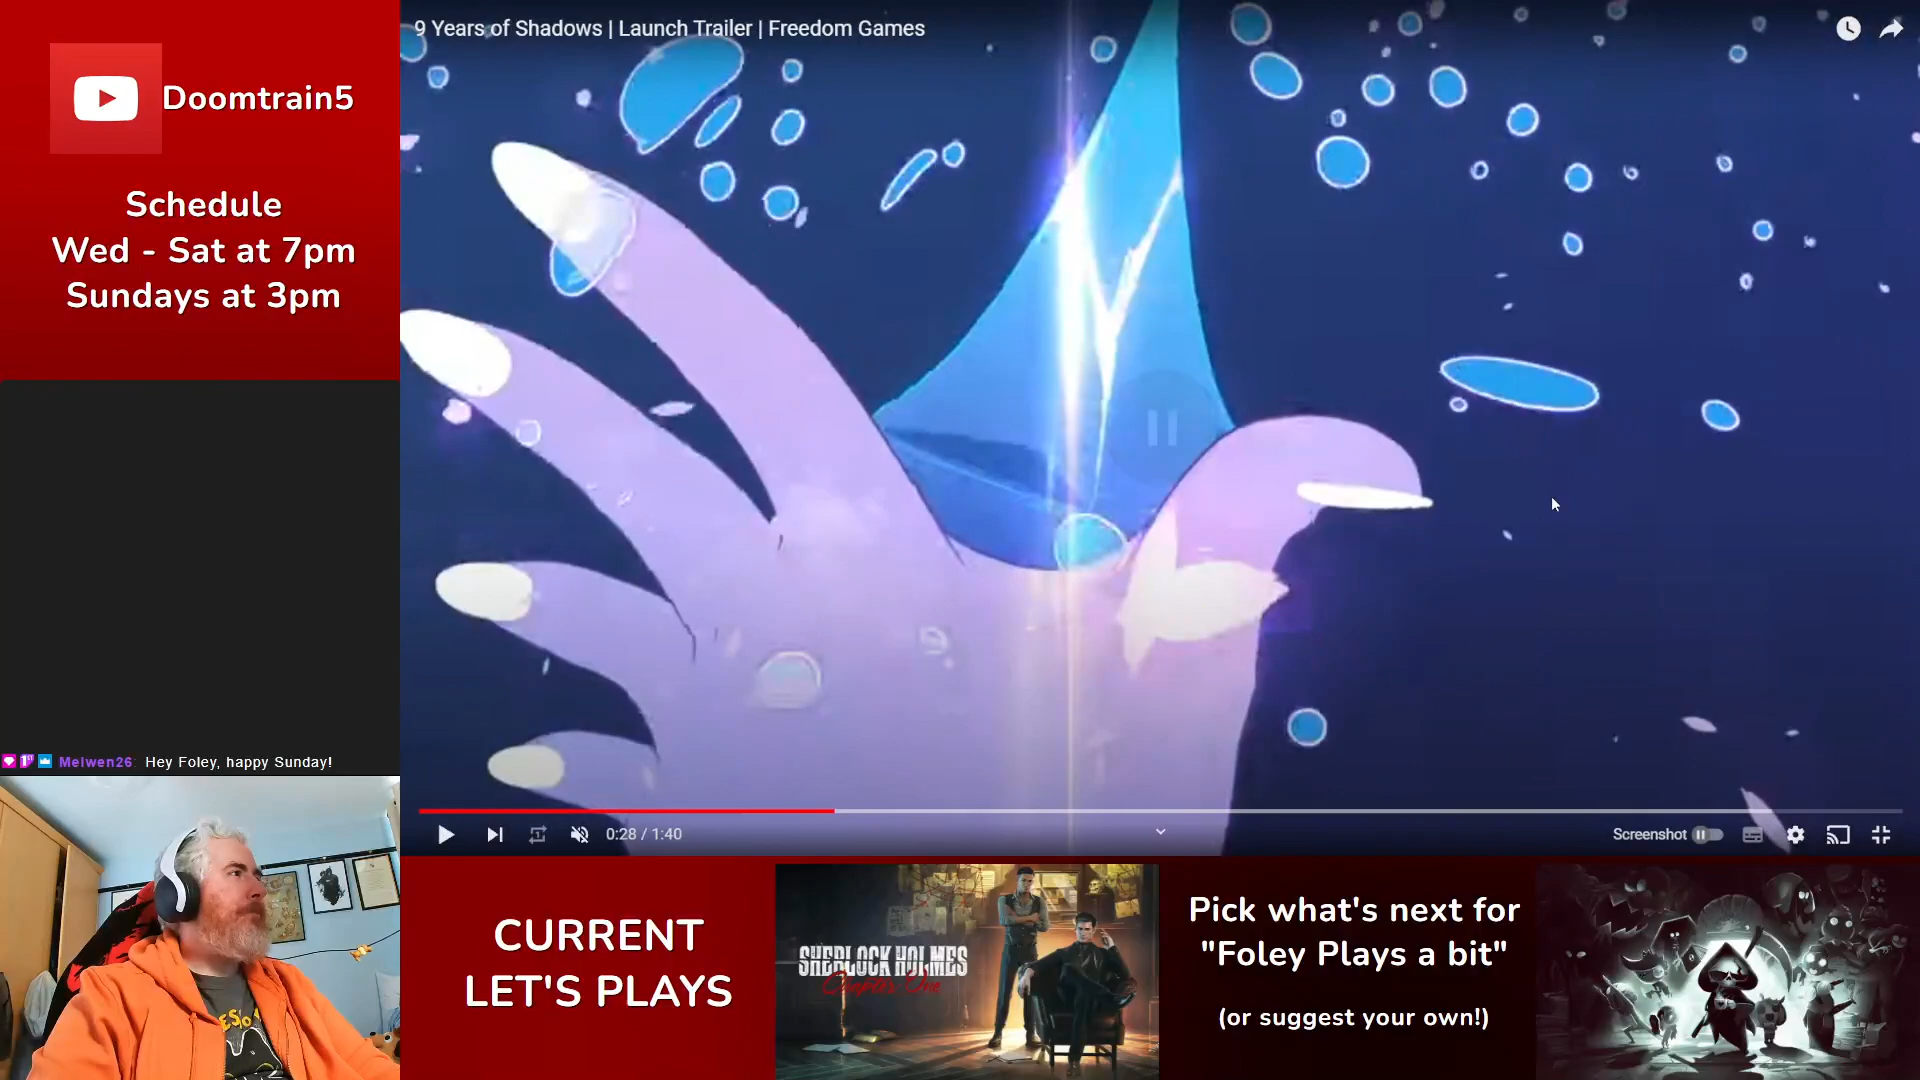 9 Years of Shadows | Launch Trailer | Freedom Games
Doomtrain5
Schedule
Wed - Sat at 7pm
Sundays at 3pm
Meiwen26: Hey Foley, happy Sunday!
0:28 / 1:40
Screenshot
CURRENT
LET'S PLAYS
SHERLOCK HOLMES
Chapter One
Pick what's next for
"Foley Plays a bit"
(or suggest your own!)